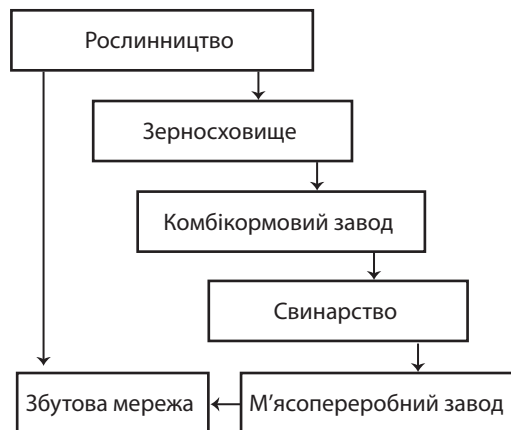 Рослинництво
Зерносховище
Комбікормовий завод
Свинарство
Збутова мережа
М’ясопереробний завод